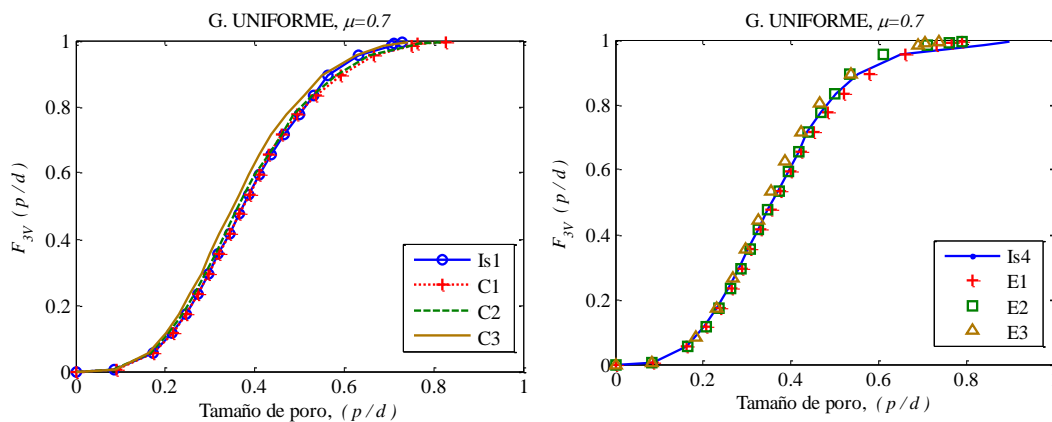 G. UNIFORME, μ=0.7
1
0.8
0.6
0.4
0.2
0
F3V ( p / d )
0
0.2
0.4
0.6
0.8
1
Tamaño de poro, ( p / d )
Is1
C1
C2
C3
G. UNIFORME, μ=0.7
1
0.8
0.6
0.4
0.2
0
F3V ( p / d )
0
0.2
0.4
0.6
0.8
Tamaño de poro, ( p / d )
Is4
E1
E2
E3